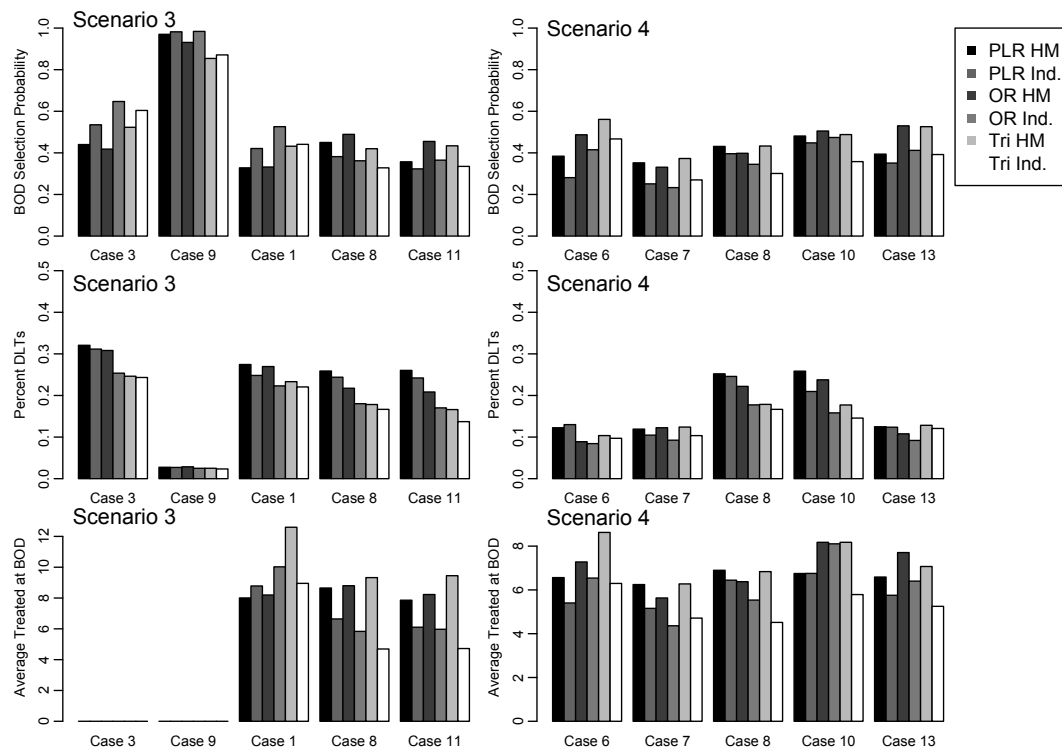 Scenario 3
BOD Selection Probability
0.0 0.2 0.4 0.6 0.8 1.0
Case 3 Case 9 Case 1 Case 8 Case 11
Scenario 4
BOD Selection Probability
0.0 0.2 0.4 0.6 0.8 1.0
Case 6 Case 7 Case 8 Case 10 Case 13
PLR HM
PLR Ind.
OR HM
OR Ind.
Tri HM
Tri Ind.
Scenario 3
Percent DLTs
0.0 0.1 0.2 0.3 0.4 0.5
Case 3 Case 9 Case 1 Case 8 Case 11
Scenario 4
Percent DLTs
0.0 0.1 0.2 0.3 0.4 0.5
Case 6 Case 7 Case 8 Case 10 Case 13
Scenario 3
Average Treated at BOD
0 2 4 6 8 10 12
Case 3 Case 9 Case 1 Case 8 Case 11
Scenario 4
Average Treated at BOD
0 2 4 6 8
Case 6 Case 7 Case 8 Case 10 Case 13